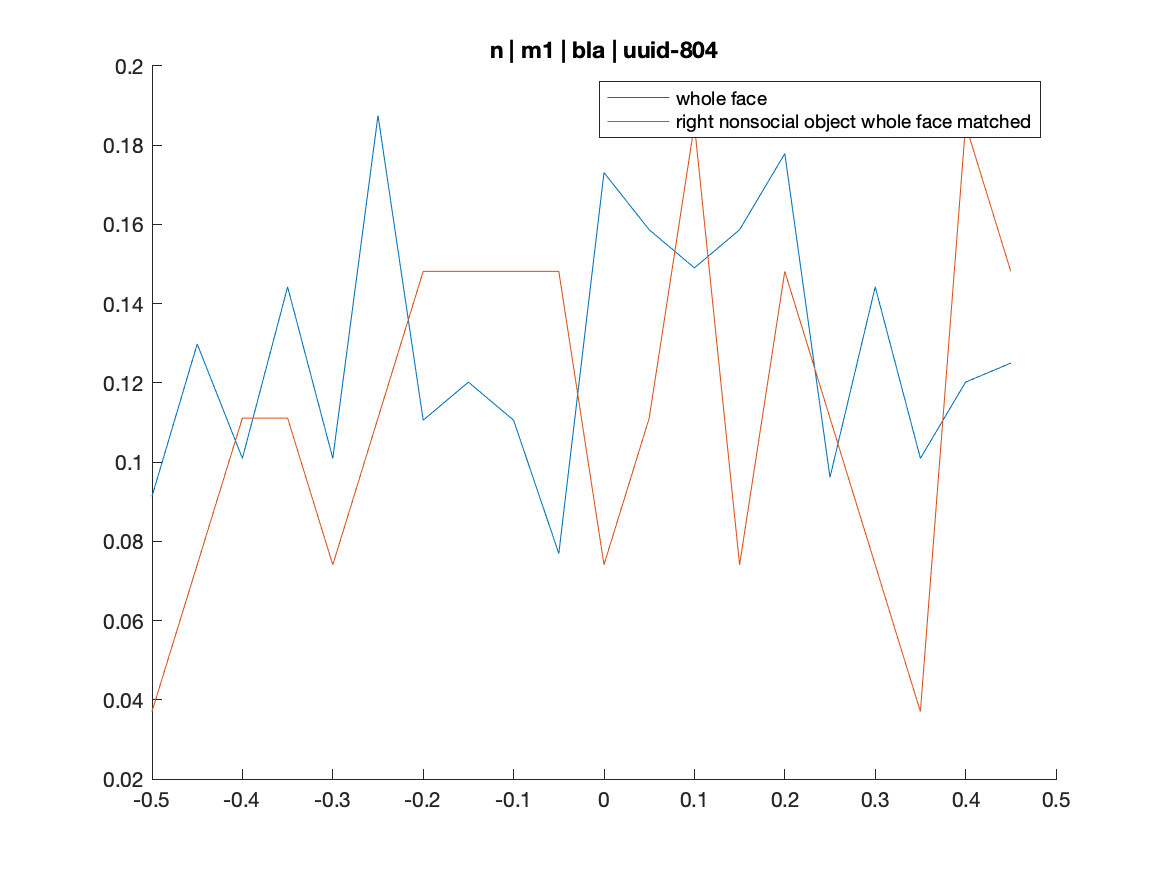 n | m1 | bla | uuid-804
0.2
whole face
right nonsocial object whole face matched
0.18
0.16
0.14
0.12
0.1
0.08
0.06
0.04
0.02
-0.5 -0.4 -0.3 -0.2 -0.1 0 0.1 0.2 0.3 0.4 0.5